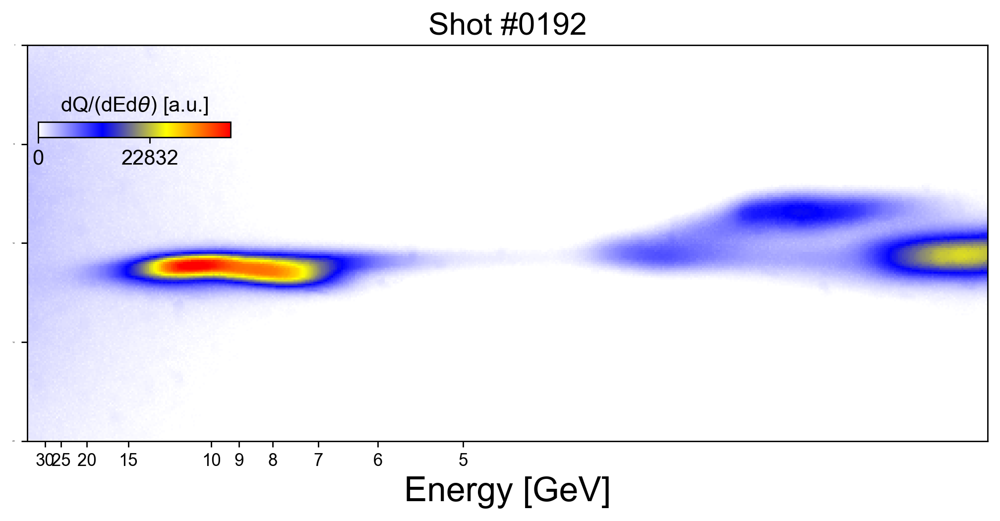 Shot #0192
dQ/(dEdθ) [a.u.]
0 22832
30 25 20 15 10 9 8 7 6 5
Energy [GeV]